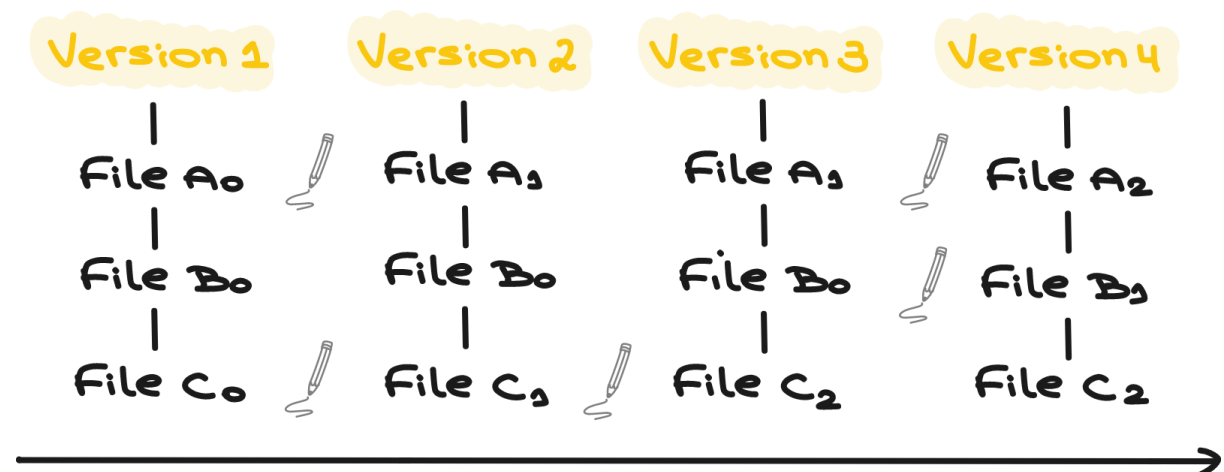 Version 1 Version 2 Version 3 Version 4
File A₀ File A₁ File A₁ File A₂
File B₀ File B₀ File B₀ File B₁
File C₀ File C₁ File C₂ File C₂